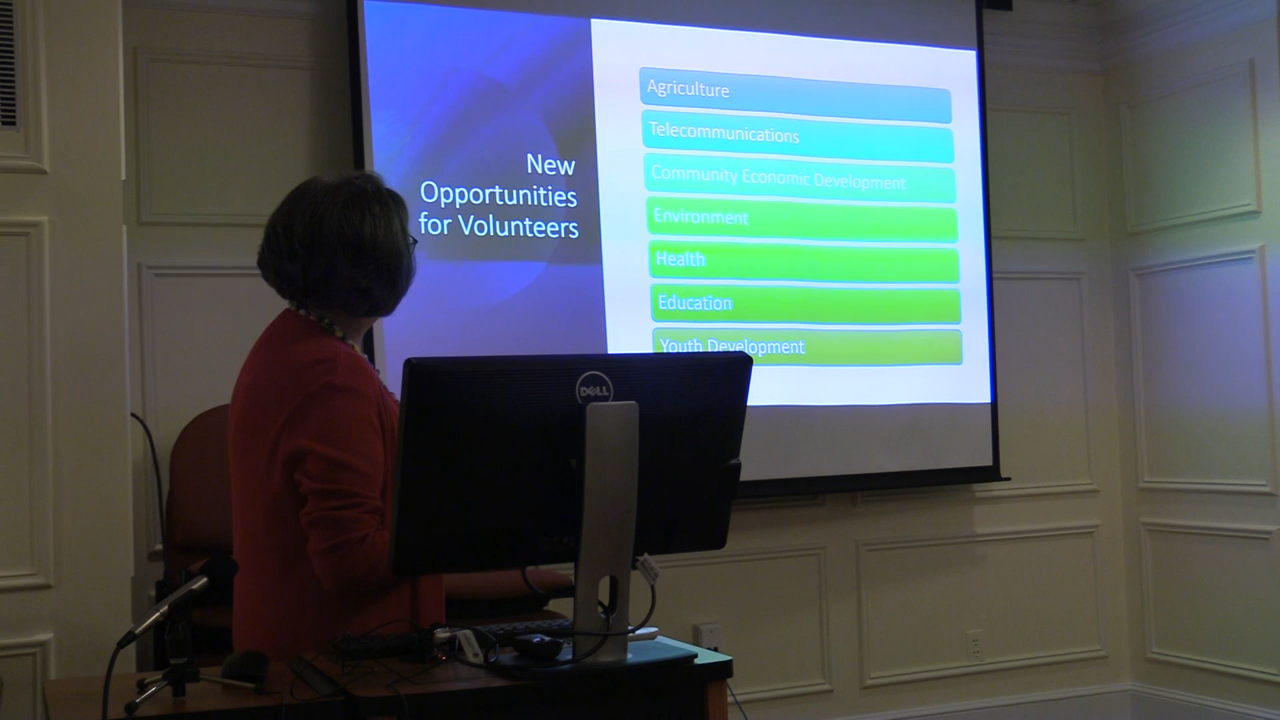 New
Opportunities
for Volunteers
Agriculture
Telecommunications
Community Economic Development
Environment
Health
Education
Youth Development
DELL